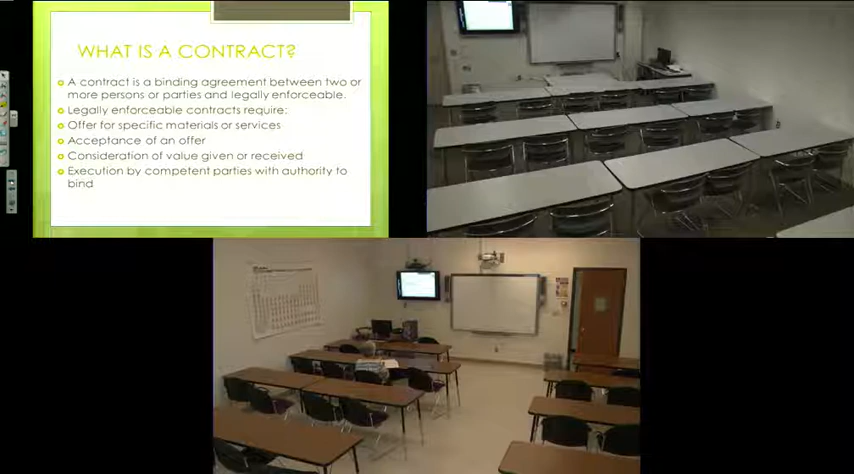 WHAT IS A CONTRACT?
A contract is a binding agreement between two or
more persons or parties and legally enforceable.
Legally enforceable contracts require:
Offer for specific materials or services
Acceptance of an offer
Consideration of value given or received
Execution by competent parties with authority to
bind